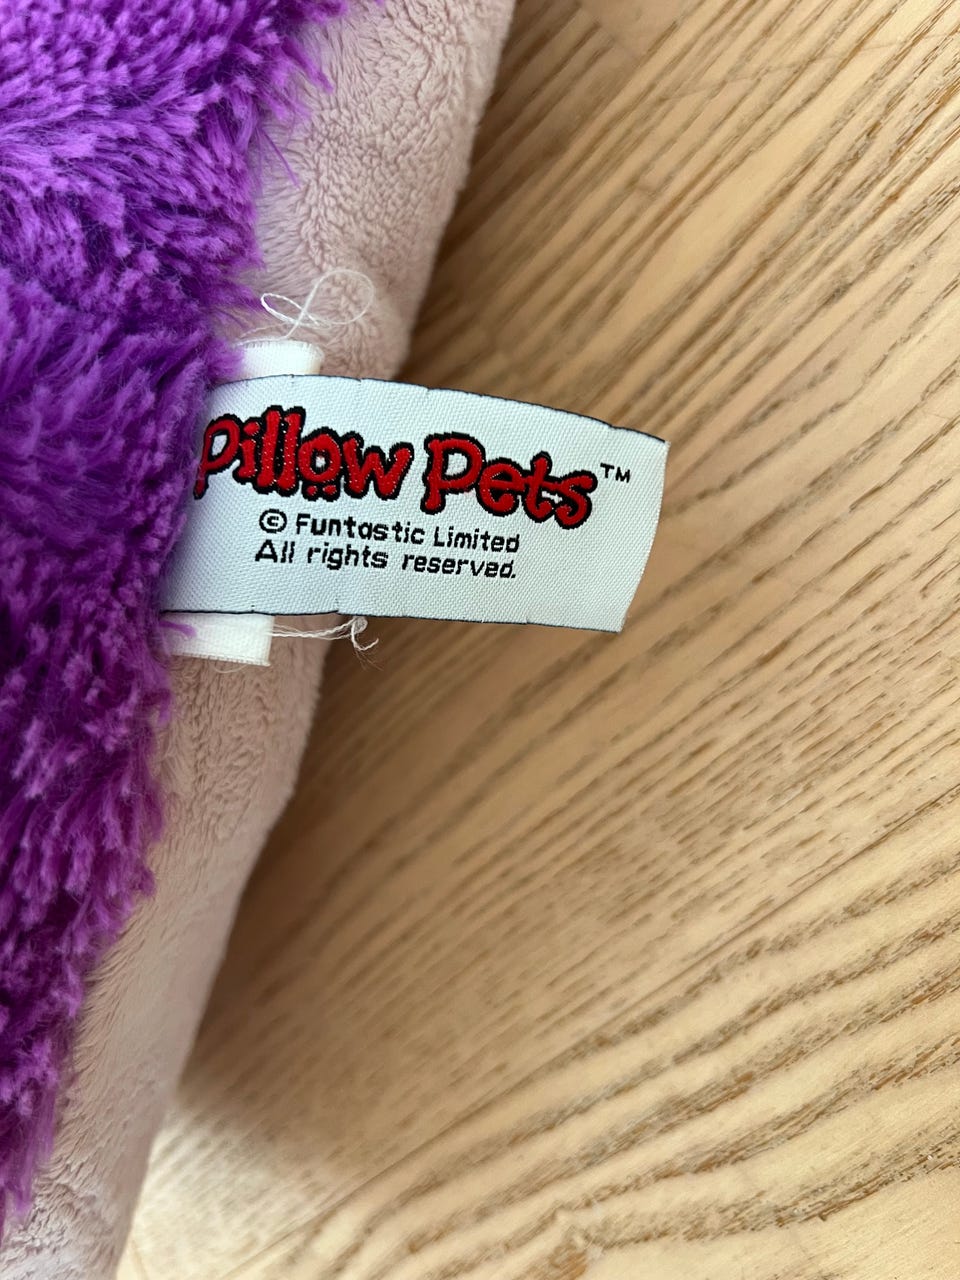 Pillow Pets™
© Funtastic Limited
All rights reserved.